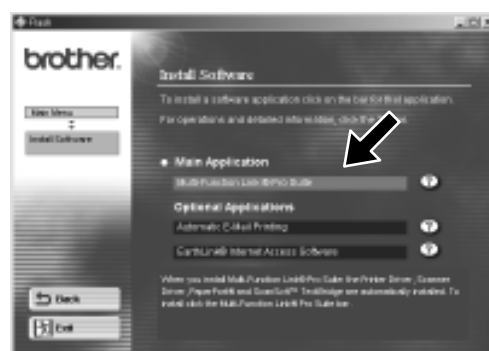 Flash
brother.
Main Menu
Install Software
Install Software
To install a software application click on the bar for that application.
For operations and detailed information, click the
Main Application
Multi-Function Link® Pro Suite
Optional Applications
Automatic E-Mail Printing
EarthLink® Internet Access Software
When you install Multi-Function Link® Pro Suite the Printer Driver, Scanner
Driver, PaperPort® and ScanSoft™ TextBridge are automatically installed. To
install click the Multi-Function Link® Pro Suite bar.
Back
Exit